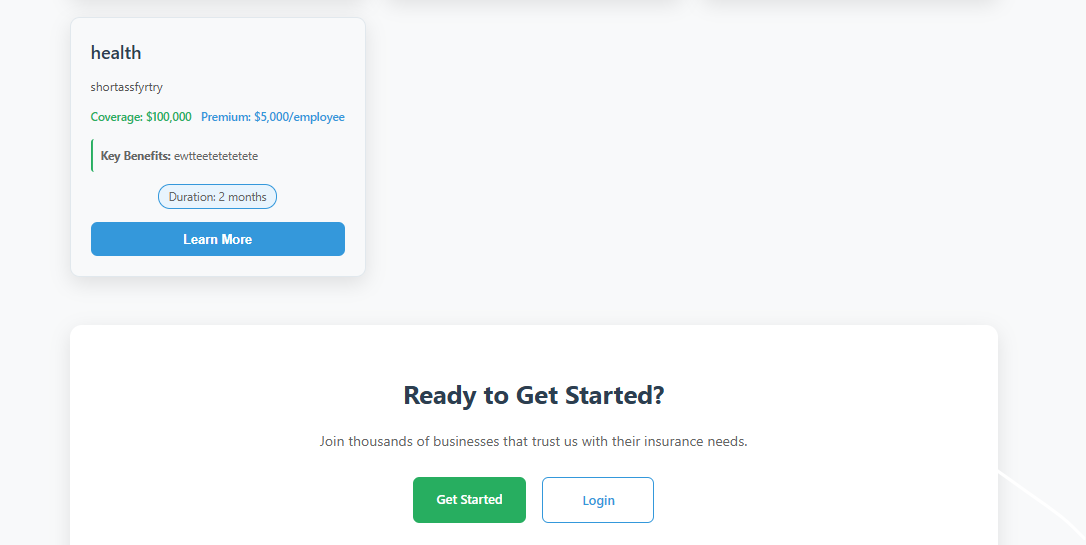 health
shortassfyrtry
Coverage: $100,000 Premium: $5,000/employee
Key Benefits: ewtteetetetetete
Duration: 2 months
Learn More
Ready to Get Started?
Join thousands of businesses that trust us with their insurance needs.
Get Started Login